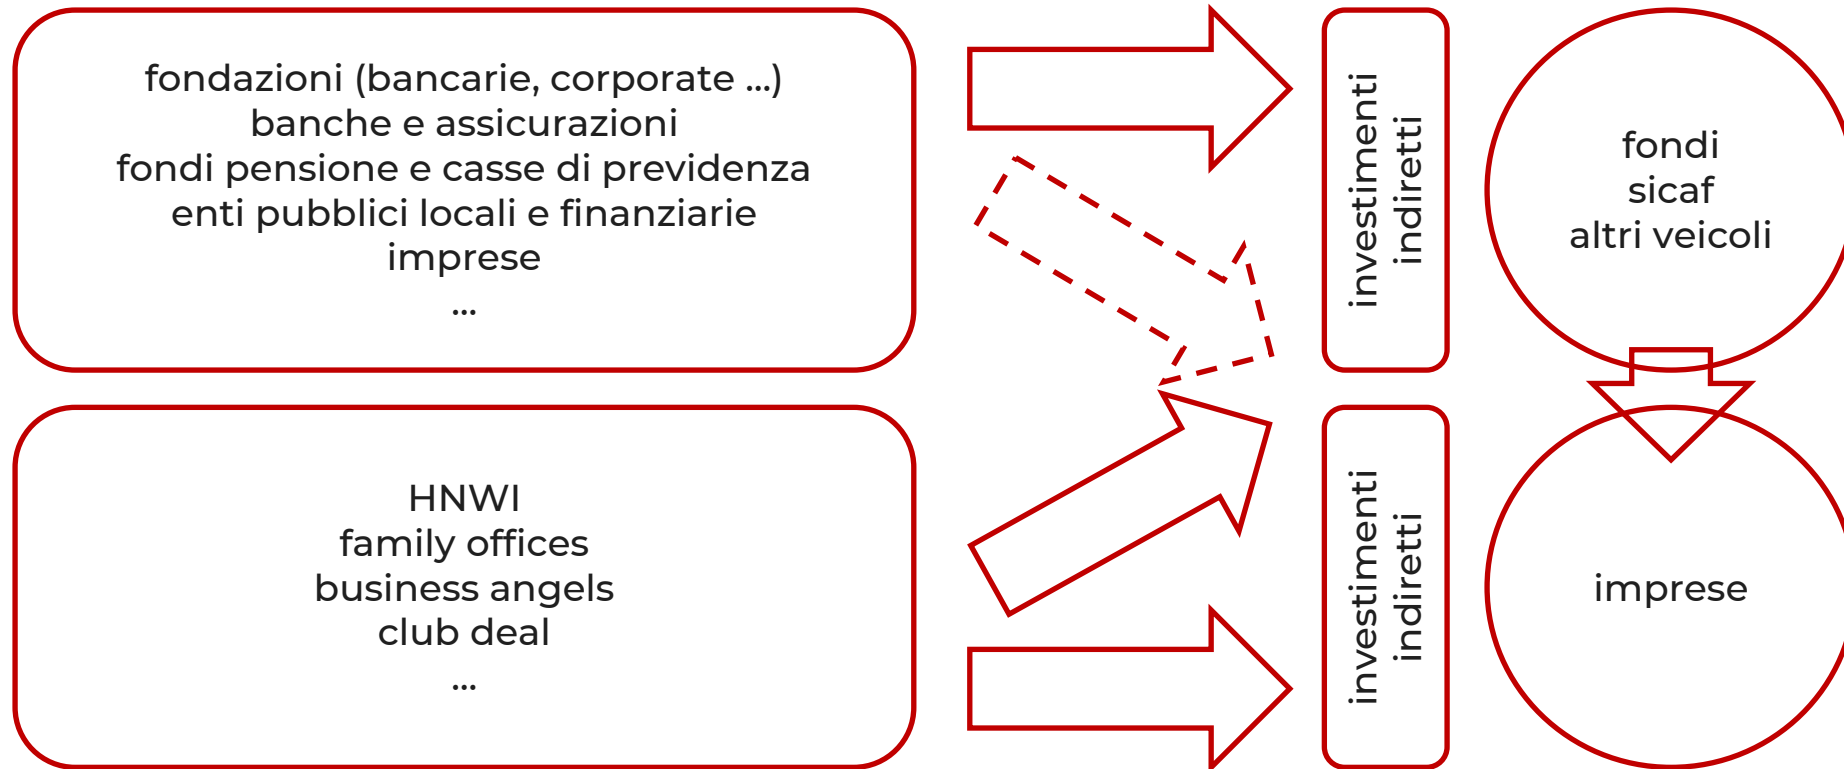 fondazioni (bancarie, corporate ...)
banche e assicurazioni
fondi pensione e casse di previdenza
enti pubblici locali e finanziarie
imprese
...
investimenti
indiretti
fondi
sicaf
altri veicoli
HNWI
family offices
business angels
club deal
...
investimenti
indiretti
imprese